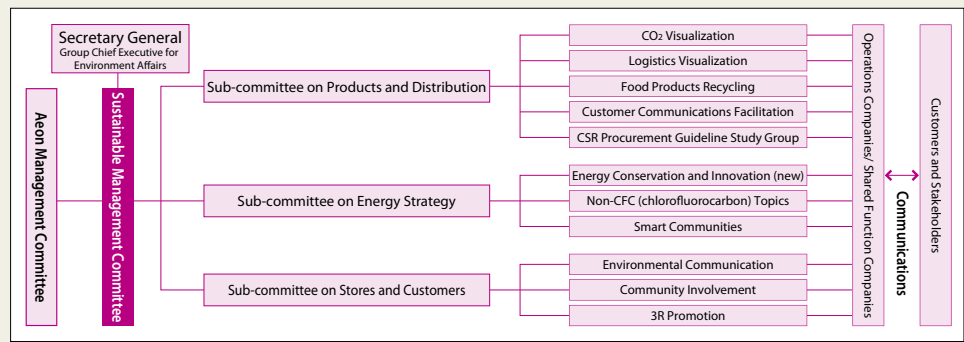 Secretary General
Group Chief Executive for
Environment Affairs
Aeon Management Committee
Sustainable Management Committee
Sub-committee on Products and Distribution
CO₂ Visualization
Logistics Visualization
Food Products Recycling
Customer Communications Facilitation
CSR Procurement Guideline Study Group
Sub-committee on Energy Strategy
Energy Conservation and Innovation (new)
Non-CFC (chlorofluorocarbon) Topics
Smart Communities
Sub-committee on Stores and Customers
Environmental Communication
Community Involvement
3R Promotion
Operations Companies/ Shared Function Companies
Communications
Customers and Stakeholders